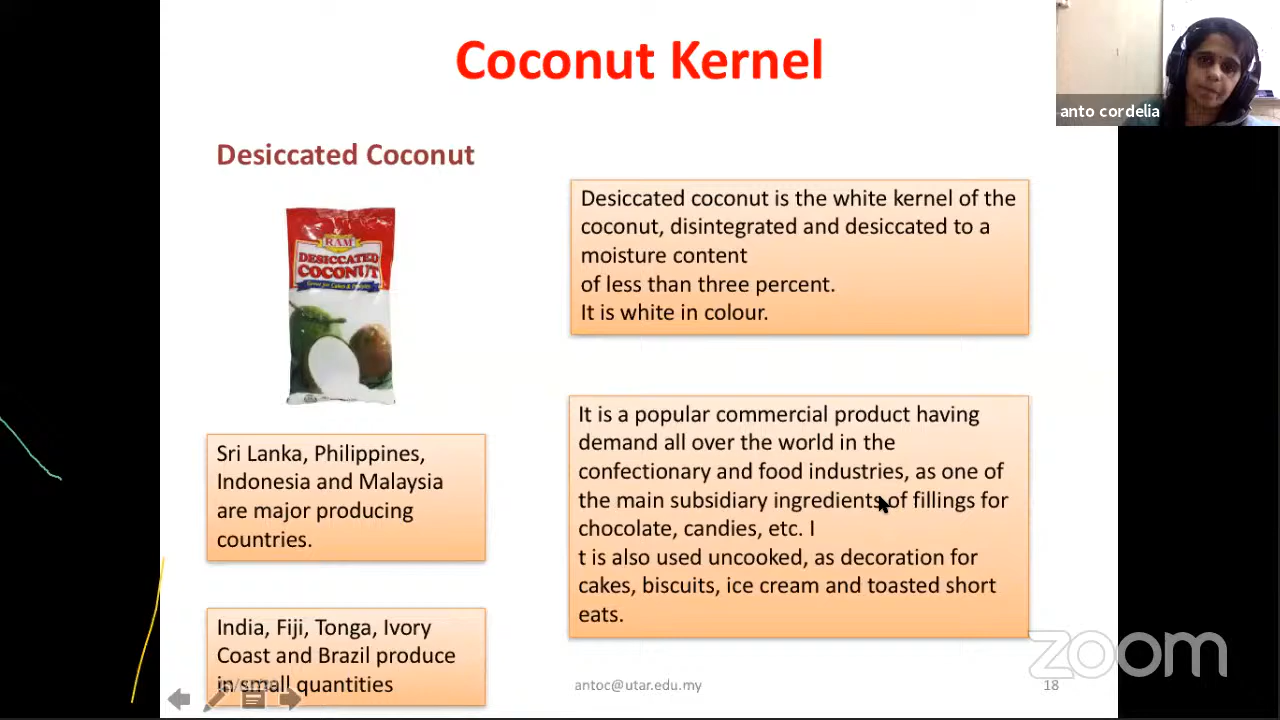 Coconut Kernel
anto cordelia
Desiccated Coconut
RAM
DESICCATED
COCONUT
Desiccated coconut is the white kernel of the
coconut, disintegrated and desiccated to a
moisture content
of less than three percent.
It is white in colour.
Sri Lanka, Philippines,
Indonesia and Malaysia
are major producing
countries.
It is a popular commercial product having
demand all over the world in the
confectionary and food industries, as one of
the main subsidiary ingredients of fillings for
chocolate, candies, etc. I
t is also used uncooked, as decoration for
cakes, biscuits, ice cream and toasted short
eats.
India, Fiji, Tonga, Ivory
Coast and Brazil produce
in small quantities
antoc@utar.edu.my
18
zoom